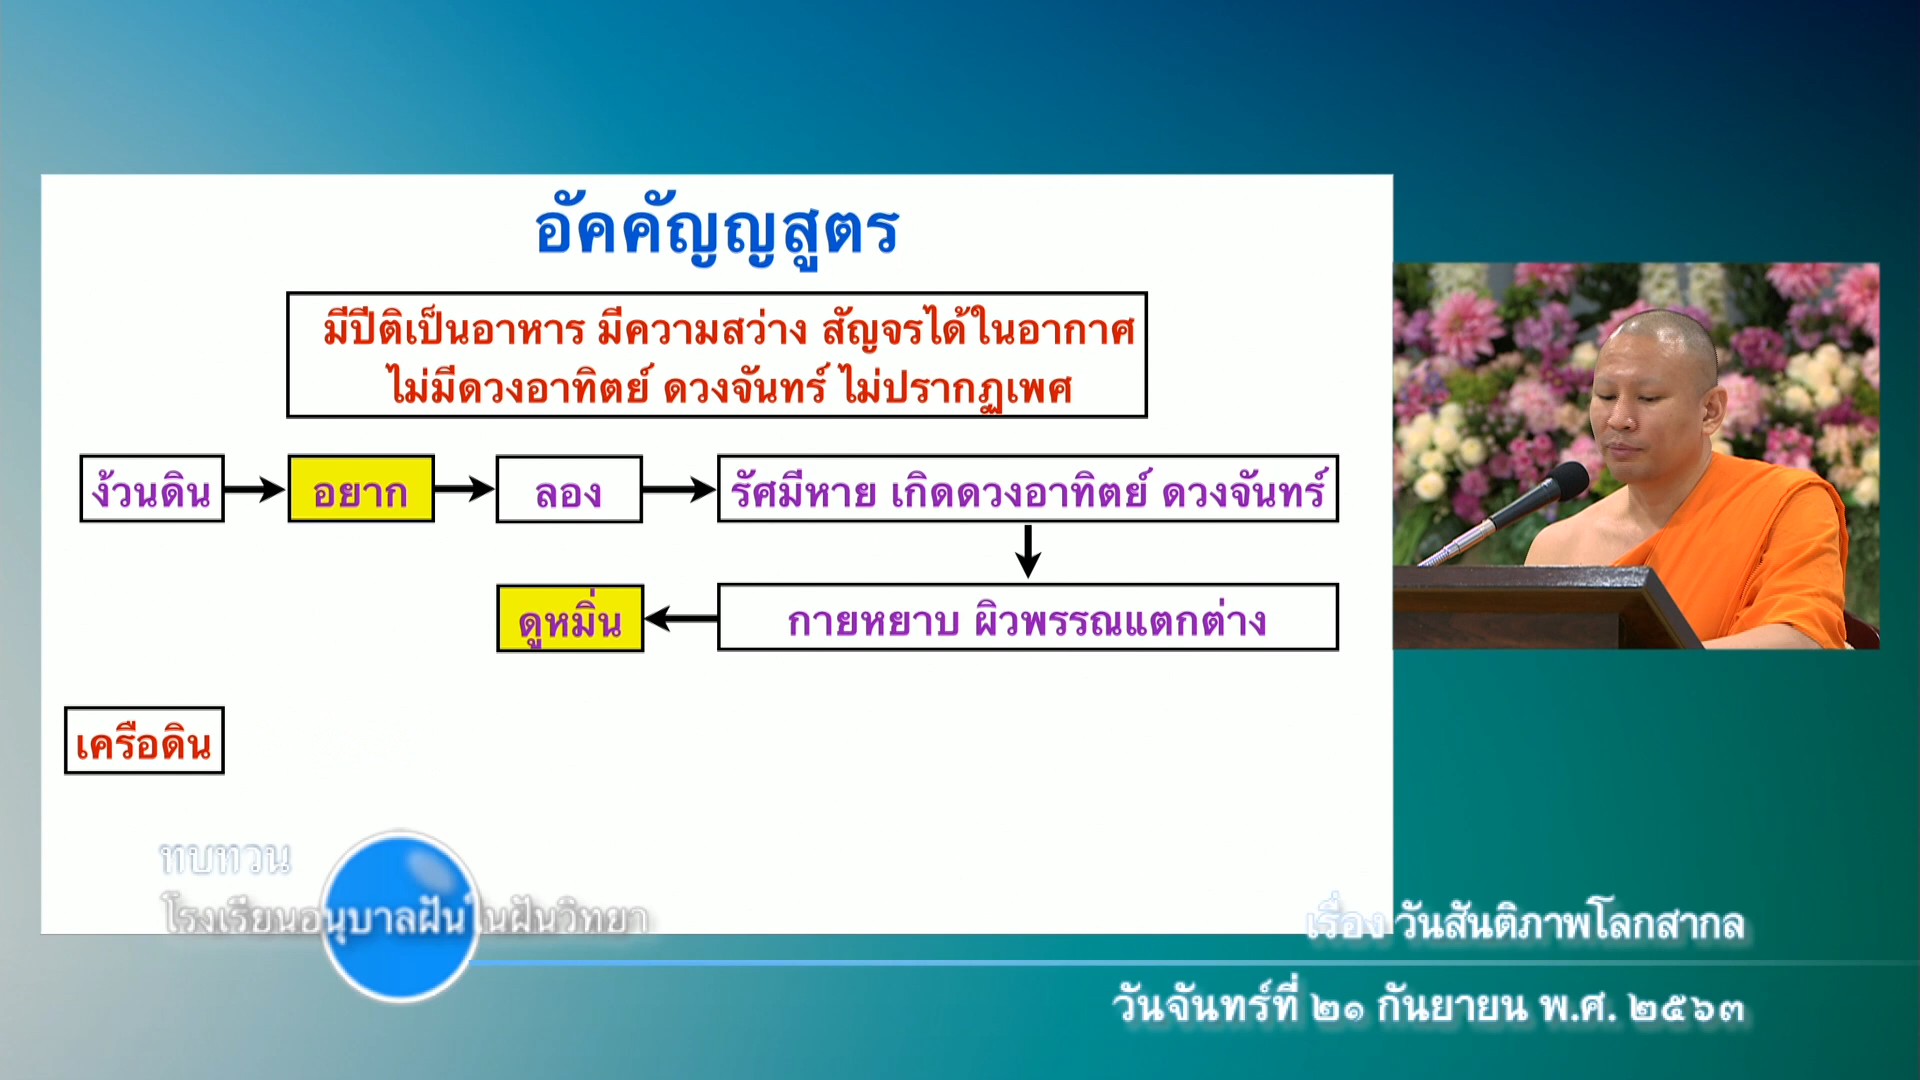 อัคคัญญสูตร
มีปีติเป็นอาหาร มีความสว่าง สัญจรได้ในอากาศ
ไม่มีดวงอาทิตย์ ดวงจันทร์ ไม่ปรากฏเพศ
ง้วนดิน
อยาก
ลอง
รัศมีหาย เกิดดวงอาทิตย์ ดวงจันทร์
ดูหมิ่น
กายหยาบ ผิวพรรณแตกต่าง
เครือดิน
ทบทวน
โรงเรียนอนุบาลฝันในฝันวิทยา
เรื่อง วันสันติภาพโลกสากล
วันจันทร์ที่ ๒๑ กันยายน พ.ศ. ๒๕๖๓